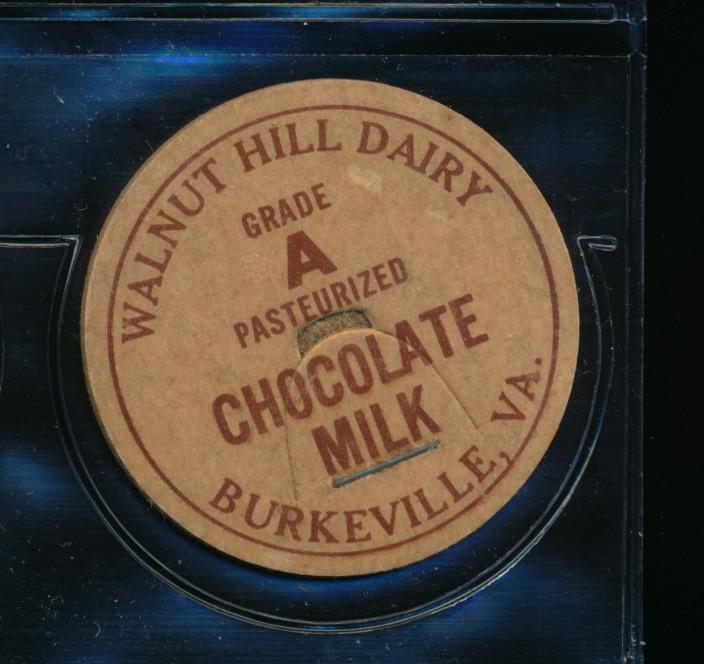 WALNUT HILL DAIRY
GRADE
A
PASTEURIZED
CHOCOLATE
MILK
BURKEVILLE, VA.